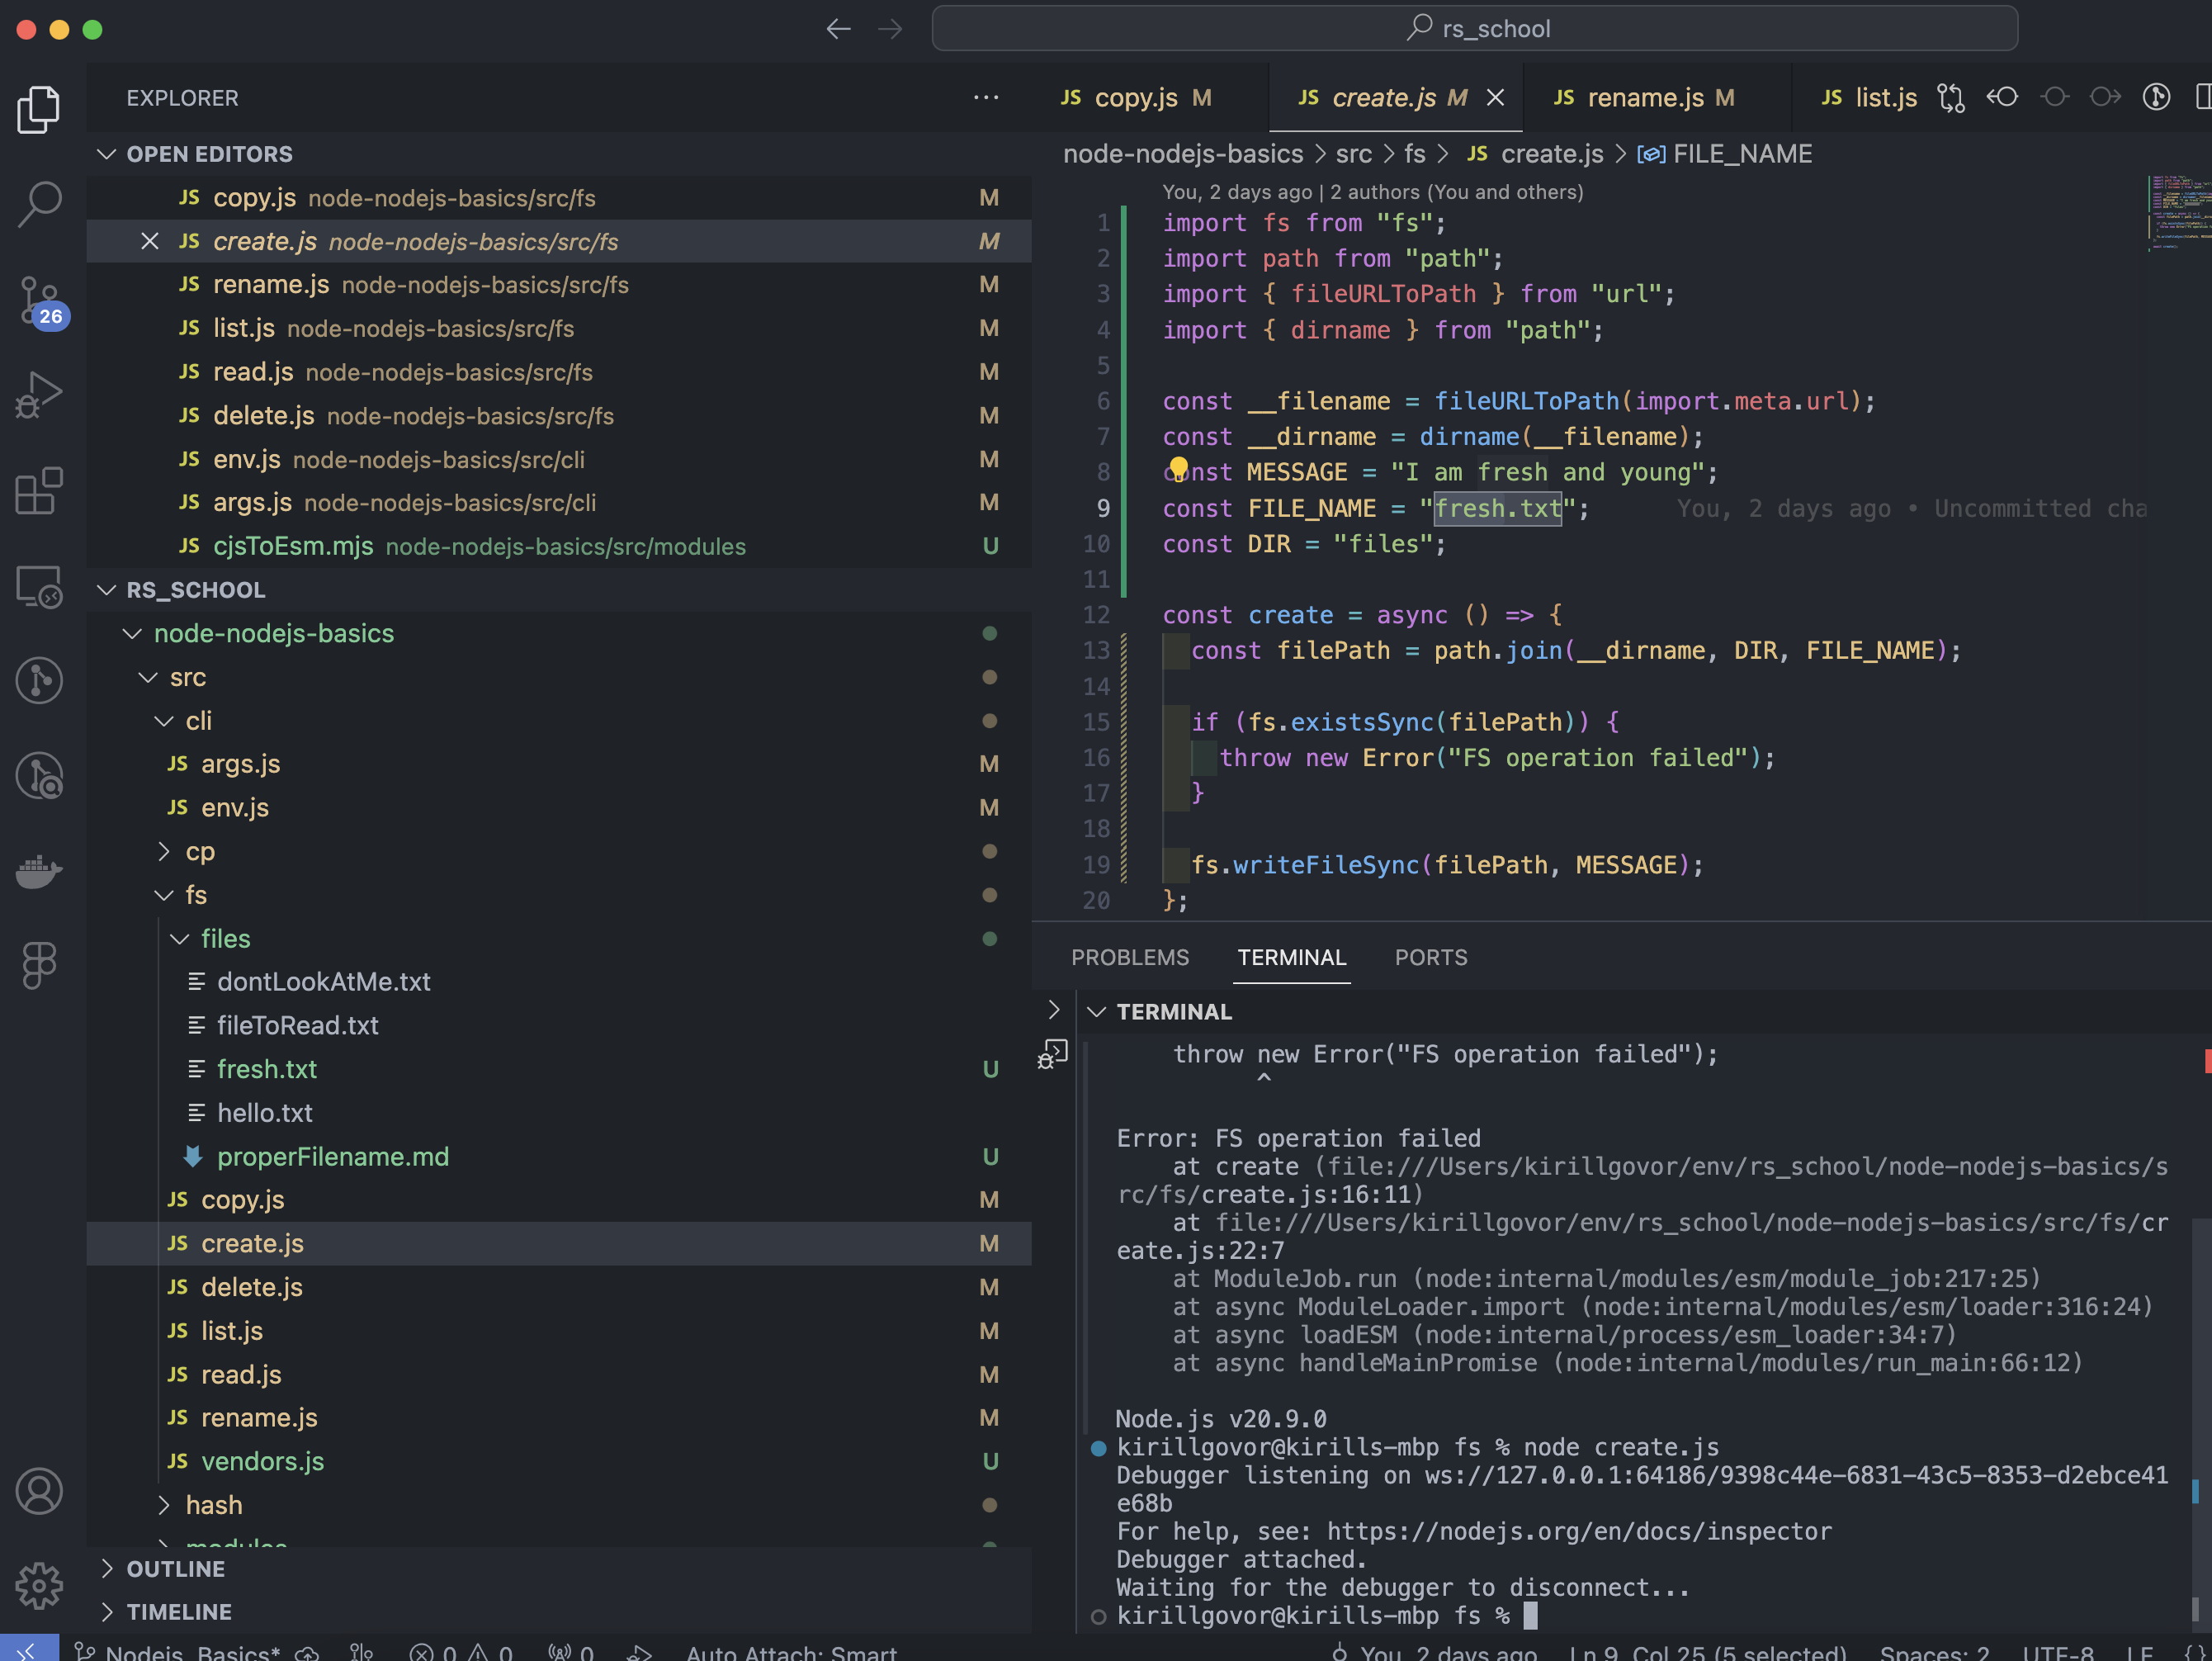 rs_school
EXPLORER
OPEN EDITORS
JS copy.js node-nodejs-basics/src/fs M
JS create.js node-nodejs-basics/src/fs M
JS rename.js node-nodejs-basics/src/fs M
JS list.js node-nodejs-basics/src/fs M
JS read.js node-nodejs-basics/src/fs M
JS delete.js node-nodejs-basics/src/fs M
JS env.js node-nodejs-basics/src/cli M
JS args.js node-nodejs-basics/src/cli M
JS cjsToEsm.mjs node-nodejs-basics/src/modules U
26
RS_SCHOOL
node-nodejs-basics
src
cli
JS args.js M
JS env.js M
cp
fs
files
dontLookAtMe.txt
fileToRead.txt
fresh.txt U
hello.txt
properFilename.md U
JS copy.js M
JS create.js M
JS delete.js M
JS list.js M
JS read.js M
JS rename.js M
JS vendors.js U
hash
modules
OUTLINE
TIMELINE
JS copy.js M JS create.js M JS rename.js M JS list.js
node-nodejs-basics > src > fs > JS create.js > FILE_NAME
You, 2 days ago | 2 authors (You and others)
1 import fs from "fs";
2 import path from "path";
3 import { fileURLToPath } from "url";
4 import { dirname } from "path";
5
6 const __filename = fileURLToPath(import.meta.url);
7 const __dirname = dirname(__filename);
8 const MESSAGE = "I am fresh and young";
9 const FILE_NAME = "fresh.txt"; You, 2 days ago • Uncommitted cha
10 const DIR = "files";
11
12 const create = async () => {
13 const filePath = path.join(__dirname, DIR, FILE_NAME);
14
15 if (fs.existsSync(filePath)) {
16 throw new Error("FS operation failed");
17 }
18
19 fs.writeFileSync(filePath, MESSAGE);
20 };
PROBLEMS TERMINAL PORTS
TERMINAL
throw new Error("FS operation failed");
^
Error: FS operation failed
at create (file:///Users/kirillgovor/env/rs_school/node-nodejs-basics/s
rc/fs/create.js:16:11)
at file:///Users/kirillgovor/env/rs_school/node-nodejs-basics/src/fs/cr
eate.js:22:7
at ModuleJob.run (node:internal/modules/esm/module_job:217:25)
at async ModuleLoader.import (node:internal/modules/esm/loader:316:24)
at async loadESM (node:internal/process/esm_loader:34:7)
at async handleMainPromise (node:internal/modules/run_main:66:12)
Node.js v20.9.0
kirillgovor@kirills-mbp fs % node create.js
Debugger listening on ws://127.0.0.1:64186/9398c44e-6831-43c5-8353-d2ebce41
e68b
For help, see: https://nodejs.org/en/docs/inspector
Debugger attached.
Waiting for the debugger to disconnect...
kirillgovor@kirills-mbp fs %
Nodejs_Basics* 0 0 0 Auto Attach: Smart You, 2 days ago Ln 9, Col 25 (5 selected) Spaces: 2 UTF-8 LF {}